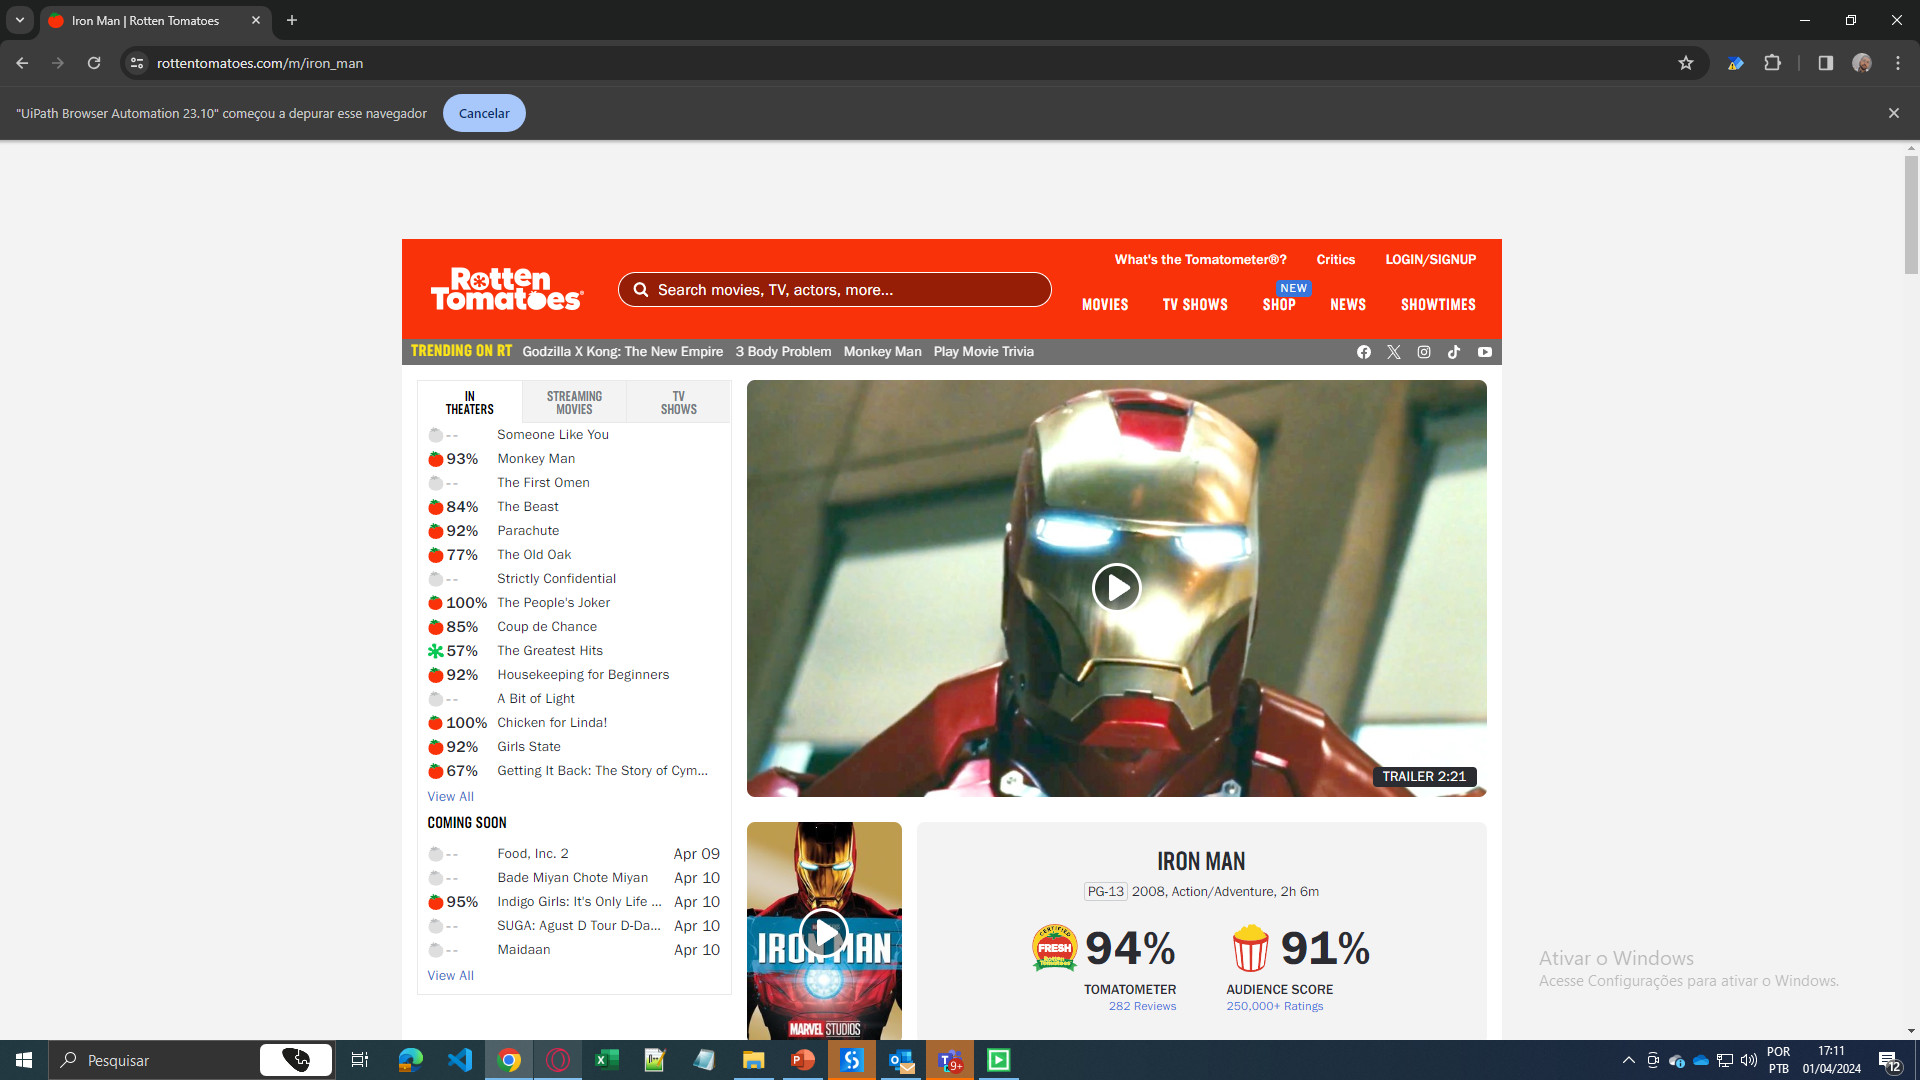 Iron Man | Rotten Tomatoes
rottentomatoes.com/m/iron_man
"UiPath Browser Automation 23.10" começou a depurar esse navegador
Cancelar
What's the Tomatometer®?
Critics
LOGIN/SIGNUP
Rotten
Tomatoes
Search movies, TV, actors, more...
NEW
MOVIES
TV SHOWS
SHOP
NEWS
SHOWTIMES
TRENDING ON RT
Godzilla X Kong: The New Empire
3 Body Problem
Monkey Man
Play Movie Trivia
IN
THEATERS
STREAMING
MOVIES
TV
SHOWS
-- Someone Like You
93% Monkey Man
-- The First Omen
84% The Beast
92% Parachute
77% The Old Oak
-- Strictly Confidential
100% The People's Joker
85% Coup de Chance
57% The Greatest Hits
92% Housekeeping for Beginners
-- A Bit of Light
100% Chicken for Linda!
92% Girls State
67% Getting It Back: The Story of Cym...
View All
COMING SOON
-- Food, Inc. 2 Apr 09
-- Bade Miyan Chote Miyan Apr 10
95% Indigo Girls: It's Only Life ... Apr 10
-- SUGA: Agust D Tour D-Da... Apr 10
-- Maidaan Apr 10
View All
TRAILER 2:21
IRON MAN
MARVEL STUDIOS
IRON MAN
PG-13 2008, Action/Adventure, 2h 6m
CERTIFIED
FRESH
Rotten
Tomatoes
94%
91%
TOMATOMETER
AUDIENCE SCORE
282 Reviews
250,000+ Ratings
Ativar o Windows
Acesse Configurações para ativar o Windows.
Pesquisar
9+
POR
PTB
17:11
01/04/2024
12